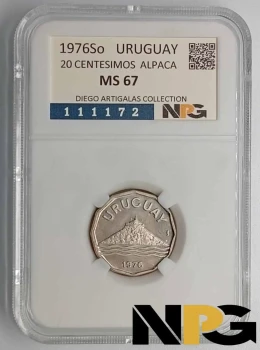 1976So URUGUAY
20 CENTESIMOS ALPACA
MS 67
DIEGO ARTIGALAS COLLECTION
111172
NPG
URUGUAY
1976
NPG